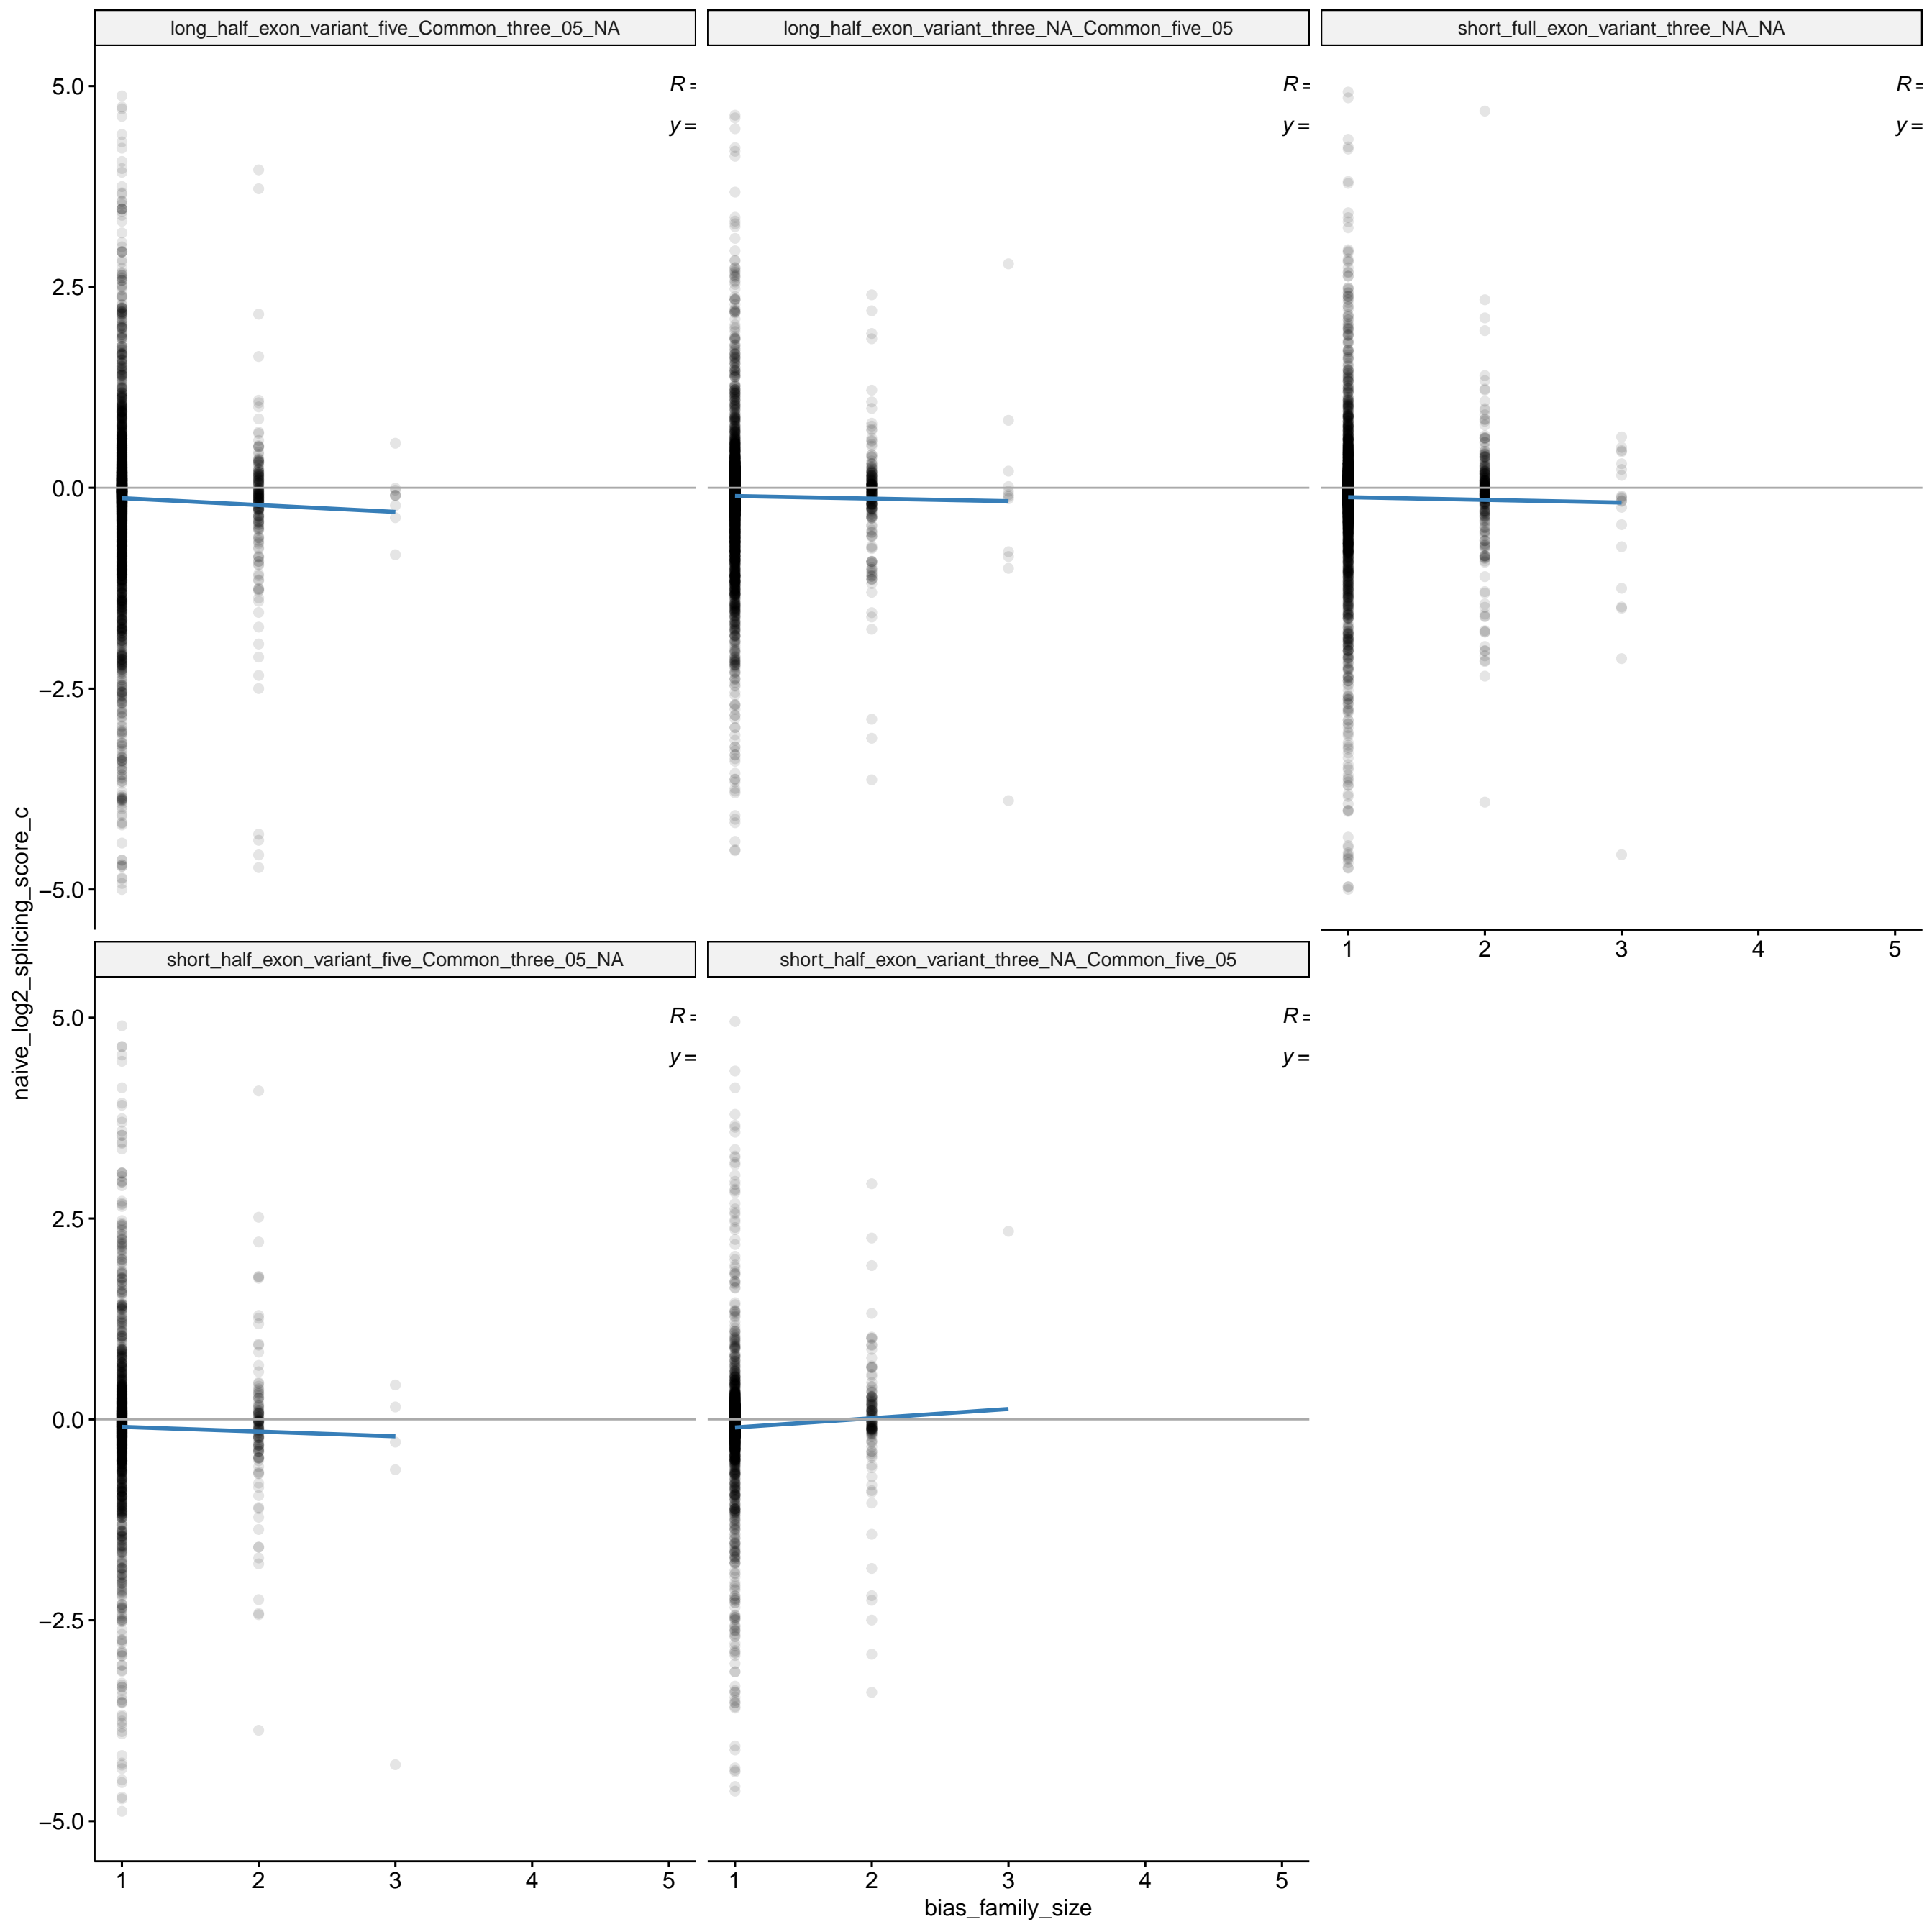 long_half_exon_variant_five_Common_three_05_NA
long_half_exon_variant_three_NA_Common_five_05
short_full_exon_variant_three_NA_NA
5.0
2.5
0.0
−2.5
−5.0
R =
y =
R =
y =
R =
y =
1 2 3 4 5
naive_log2_splicing_score_c
short_half_exon_variant_five_Common_three_05_NA
short_half_exon_variant_three_NA_Common_five_05
5.0
2.5
0.0
−2.5
−5.0
R =
y =
R =
y =
1 2 3 4 5
1 2 3 4 5
bias_family_size